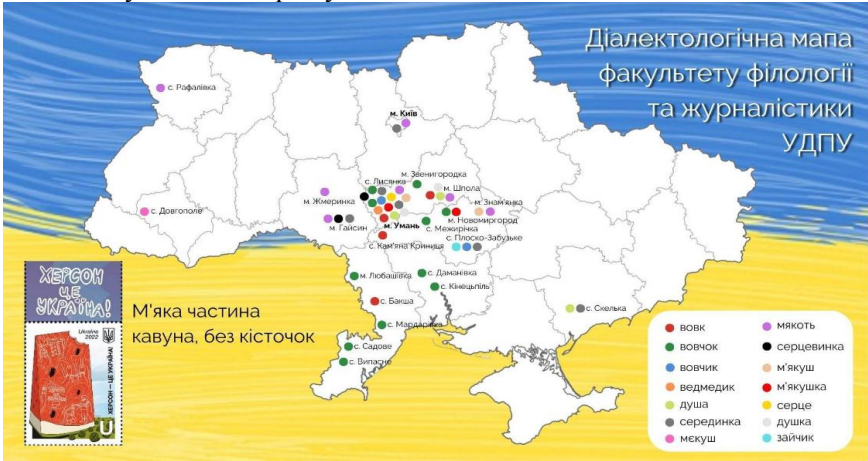 Діалектологічна мапа
факультету філології
та журналістики
УДПУ
с. Рафалівка
м. Київ
м. Звенигородка
с. Лисянка
м. Шпола
м. Жмеринка
м. Знам'янка
с. Довгополе
м. Новомиргород
м. Гайсин
м. Умань
с. Межирічка
с. Кам'яна Криниця
с. Плоско-Забузьке
м. Любашівка
с. Даманівка
с. Кінецьпіль
с. Бакша
с. Скелька
с. Мардарівка
с. Садове
с. Випасне
ХЕРСОН
ЦЕ
УКРАЇНА!
Ukraina
2022
ХЕРСОН – ЦЕ УКРАЇНА
U
М'яка частина
кавуна, без кісточок
вовк
вовчок
вовчик
ведмедик
душа
серединка
мєкуш
мякоть
серцевинка
м'якуш
м'якушка
серце
душка
зайчик